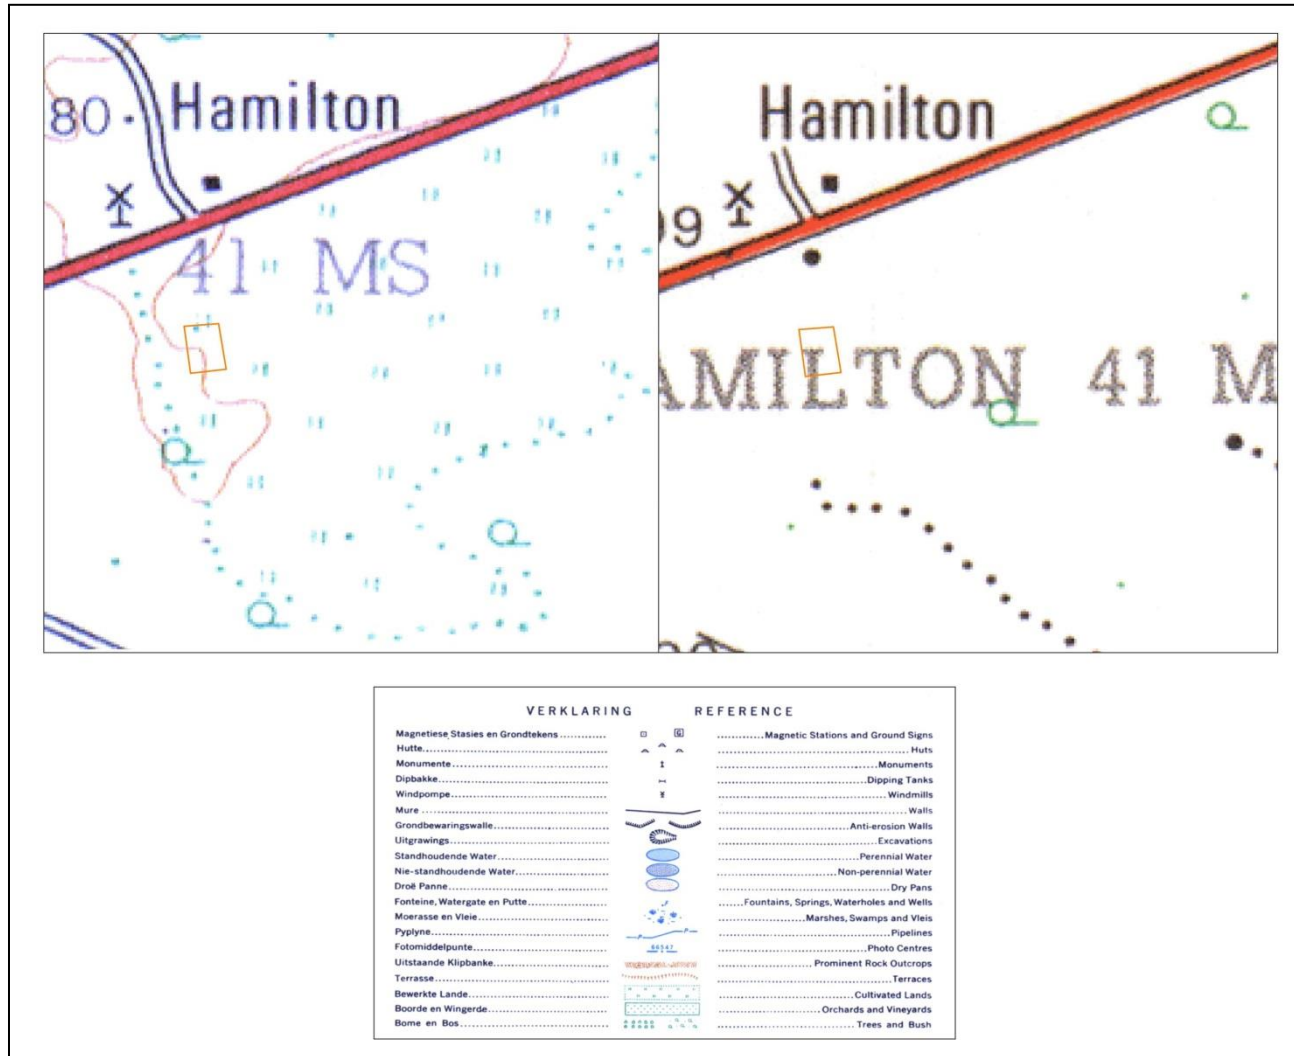 80
Hamilton
41 MS
Hamilton
99
AMILTON 41 M
VERKLARING REFERENCE
Magnetiese Stasies en Grondtekens G Magnetic Stations and Ground Signs
Hutte Huts
Monumente Monuments
Dipbakke Dipping Tanks
Windpompe Windmills
Mure Walls
Grondbewaringswalle Anti-erosion Walls
Uitgrawings Excavations
Standhoudende Water Perennial Water
Nie-standhoudende Water Non-perennial Water
Droë Panne Dry Pans
Fonteine, Watergate en Putte Fountains, Springs, Waterholes and Wells
Moerasse en Vleie Marshes, Swamps and Vleis
Pyplyne Pipelines
Fotomiddelpunte 66547 Photo Centres
Uitstaande Klipbanke Prominent Rock Outcrops
Terrasse Terraces
Bewerkte Lande Cultivated Lands
Boorde en Wingerde Orchards and Vineyards
Bome en Bos Trees and Bush